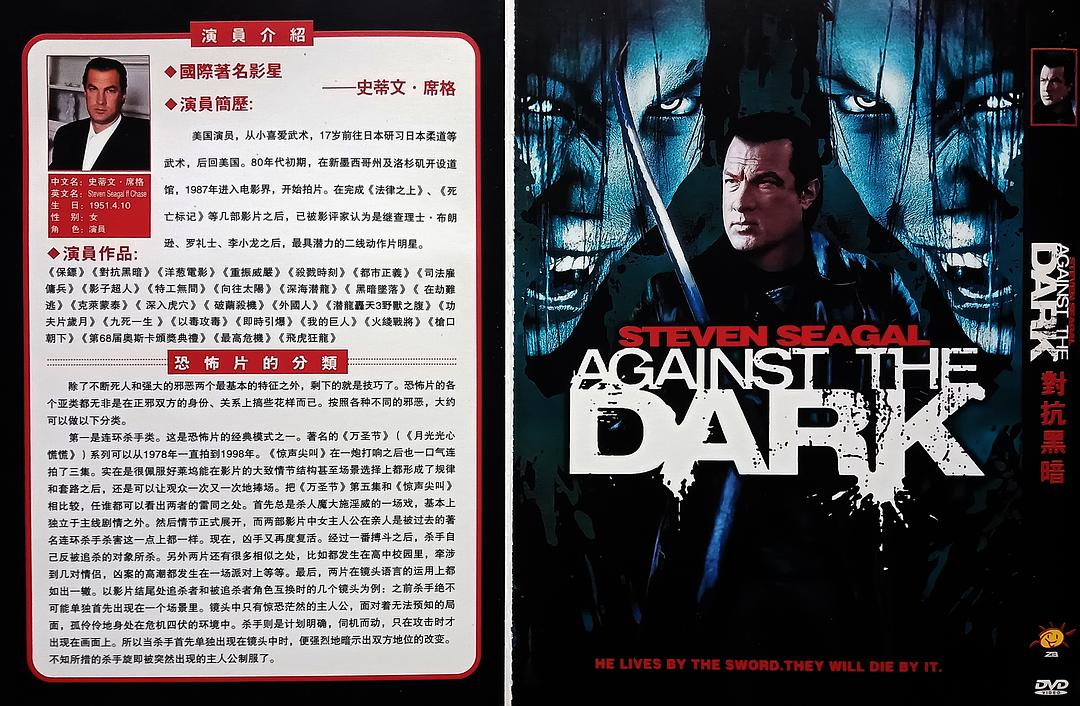 演員介紹
◆國際著名影星
——史蒂文·席格
◆演員簡歷:
美国演员，从小喜爱武术，17岁前往日本研习日本柔道等
武术，后回美国。80年代初期，在新墨西哥州及洛杉矶开设道
馆，1987年进入电影界，开始拍片。在完成《法律之上》、《死
亡标记》等几部影片之后，已被影评家认为是继查理士·布朗
逊、罗礼士、李小龙之后，最具潜力的二线动作片明星。
中文名：史蒂文·席格
英文名：Steven Seagal ff Chase
生 日：1951.4.10
性 别：女
角 色：演员
◆演員作品:
《保鏢》《對抗黑暗》《洋葱電影》《重振威嚴》《殺戮時刻》《都市正義》《司法雇
傭兵》《影子超人》《特工無間》《向往太陽》《深海潜龍》《 黑暗墜落》《 在劫難
逃》《克萊蒙泰》《 深入虎穴》《 破繭殺機》《外國人》《潜龍轟天3野獸之腹》《功
夫片歲月》《九死一生 》《以毒攻毒》《即時引爆》《我的巨人》《火綫戰將》《槍口
朝下》《第68届奥斯卡頒獎典禮》《最高危機》《飛虎狂龍》
恐怖片的分類
除了不断死人和强大的邪恶两个最基本的特征之外，剩下的就是技巧了。恐怖片的各
个亚类都无非是在正邪双方的身份、关系上搞些花样而已。按照各种不同的邪恶，大约
可以做以下分类。
第一是连环杀手类。这是恐怖片的经典模式之一。著名的《万圣节》(《月光光心
慌慌》)系列可以从1978年一直拍到1998年。《惊声尖叫》在一炮打响之后也一口气连
拍了三集。实在是很佩服好莱坞能在影片的大致情节结构甚至场景选择上都形成了规律
和套路之后，还是可以让观众一次又一次地捧场。把《万圣节》第五集和《惊声尖叫》
相比较，任谁都可以看出两者的雷同之处。首先总是杀人魔大施淫威的一场戏，基本上
独立于主线剧情之外。然后情节正式展开，而两部影片中女主人公在亲人是被过去的著
名连环杀手杀害这一点上都一样。现在，凶手又再度复活。经过一番搏斗之后，杀手自
己反被追杀的对象所杀。另外两片还有很多相似之处，比如都发生在高中校园里，牵涉
到几对情侣，凶案的高潮都发生在一场派对上等等。最后，两片在镜头语言的运用上都
如出一辙。以影片结尾处追杀者和被追杀者角色互换时的几个镜头为例：之前杀手绝不
可能单独首先出现在一个场景里。镜头中只有惊恐茫然的主人公，面对着无法预知的局
面，孤伶伶地身处在危机四伏的环境中。杀手则是计划明确，伺机而动，只在攻击时才
出现在画面上。所以当杀手首先单独出现在镜头中时，便强烈地暗示出双方地位的改变。
不知所措的杀手旋即被突然出现的主人公制服了。
STEVEN SEAGAL
AGAINST THE
DARK
HE LIVES BY THE SWORD.THEY WILL DIE BY IT.
STEVEN SEAGAL
AGAINST THE
DARK
對抗黑暗
ZB
DVD
VIDEO